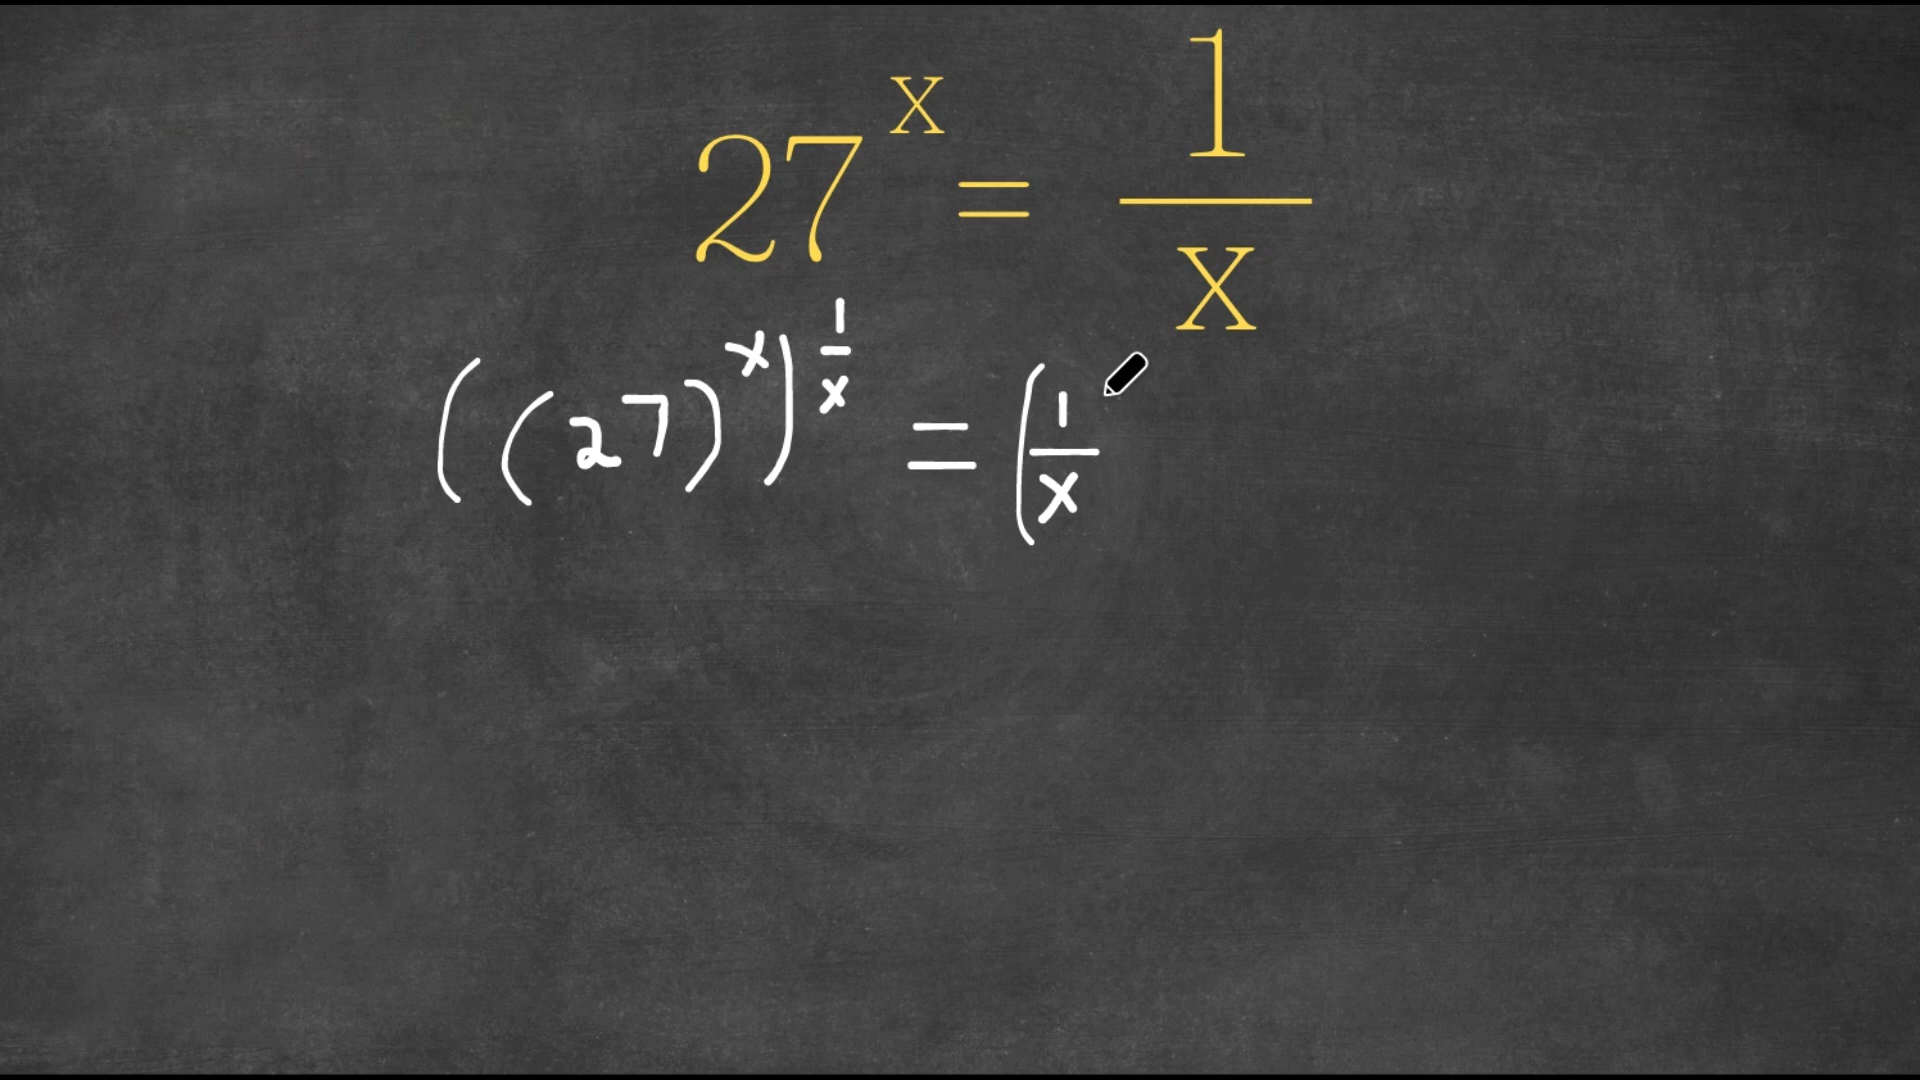 27^x = 1/x
((27)^x)^(1/x) = (1/x